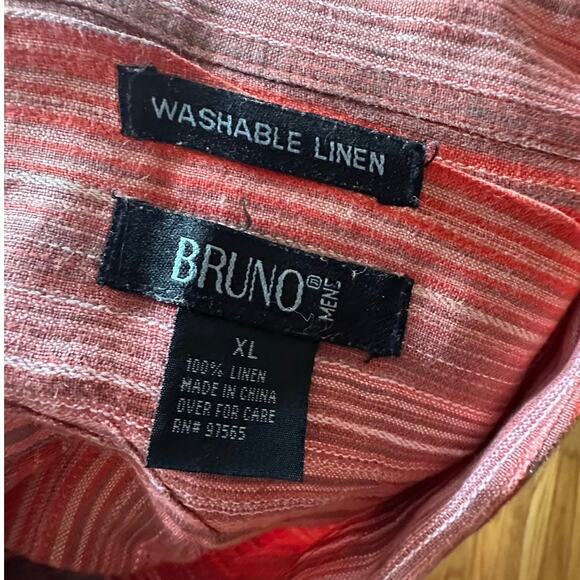 WASHABLE LINEN
BRUNO® MENS
XL
100% LINEN
MADE IN CHINA
OVER FOR CARE
RN# 97565